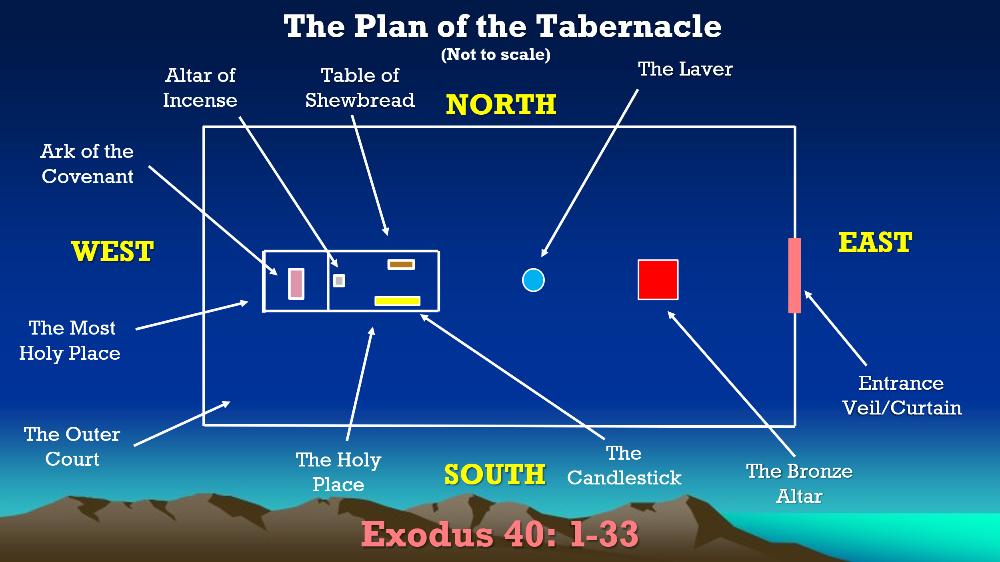 The Plan of the Tabernacle
(Not to scale)
Altar of
Incense
Table of
Shewbread
The Laver
NORTH
Ark of the
Covenant
WEST
EAST
The Most
Holy Place
Entrance
Veil/Curtain
The Outer
Court
The Holy
Place
SOUTH
The
Candlestick
The Bronze
Altar
Exodus 40: 1-33